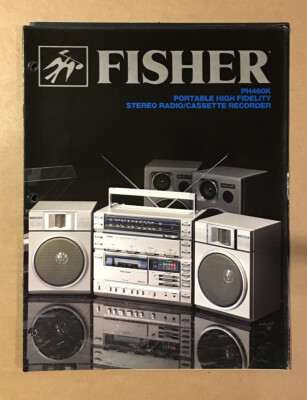 FISHER
PH460K
PORTABLE HIGH FIDELITY
STEREO RADIO/CASSETTE RECORDER